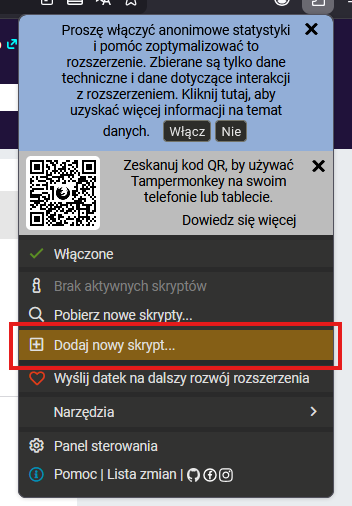 Proszę włączyć anonimowe statystyki
i pomóc zoptymalizować to
rozszerzenie. Zbierane są tylko dane
techniczne i dane dotyczące interakcji
z rozszerzeniem. Kliknij tutaj, aby
uzyskać więcej informacji na temat
danych. Włącz Nie
Zeskanuj kod QR, by używać
Tampermonkey na swoim
telefonie lub tablecie.
Dowiedz się więcej
Włączone
Brak aktywnych skryptów
Pobierz nowe skrypty...
Dodaj nowy skrypt...
Wyślij datek na dalszy rozwój rozszerzenia
Narzędzia
Panel sterowania
Pomoc | Lista zmian |